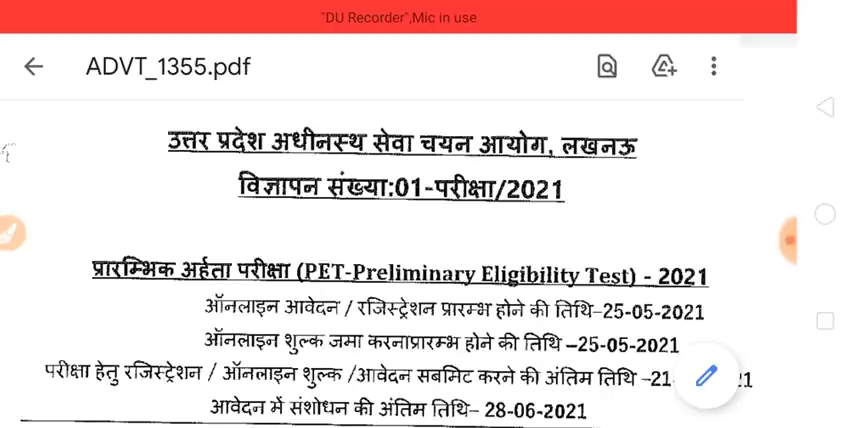 "DU Recorder",Mic in use
ADVT_1355.pdf
उत्तर प्रदेश अधीनस्थ सेवा चयन आयोग, लखनऊ
विज्ञापन संख्या:01-परीक्षा/2021
प्रारम्भिक अर्हता परीक्षा (PET-Preliminary Eligibility Test) - 2021
ऑनलाइन आवेदन / रजिस्ट्रेशन प्रारम्भ होने की तिथि–25-05-2021
ऑनलाइन शुल्क जमा करनाप्रारम्भ होने की तिथि –25-05-2021
परीक्षा हेतु रजिस्ट्रेशन / ऑनलाइन शुल्क /आवेदन सबमिट करने की अंतिम तिथि –21
आवेदन में संशोधन की अंतिम तिथि– 28-06-2021